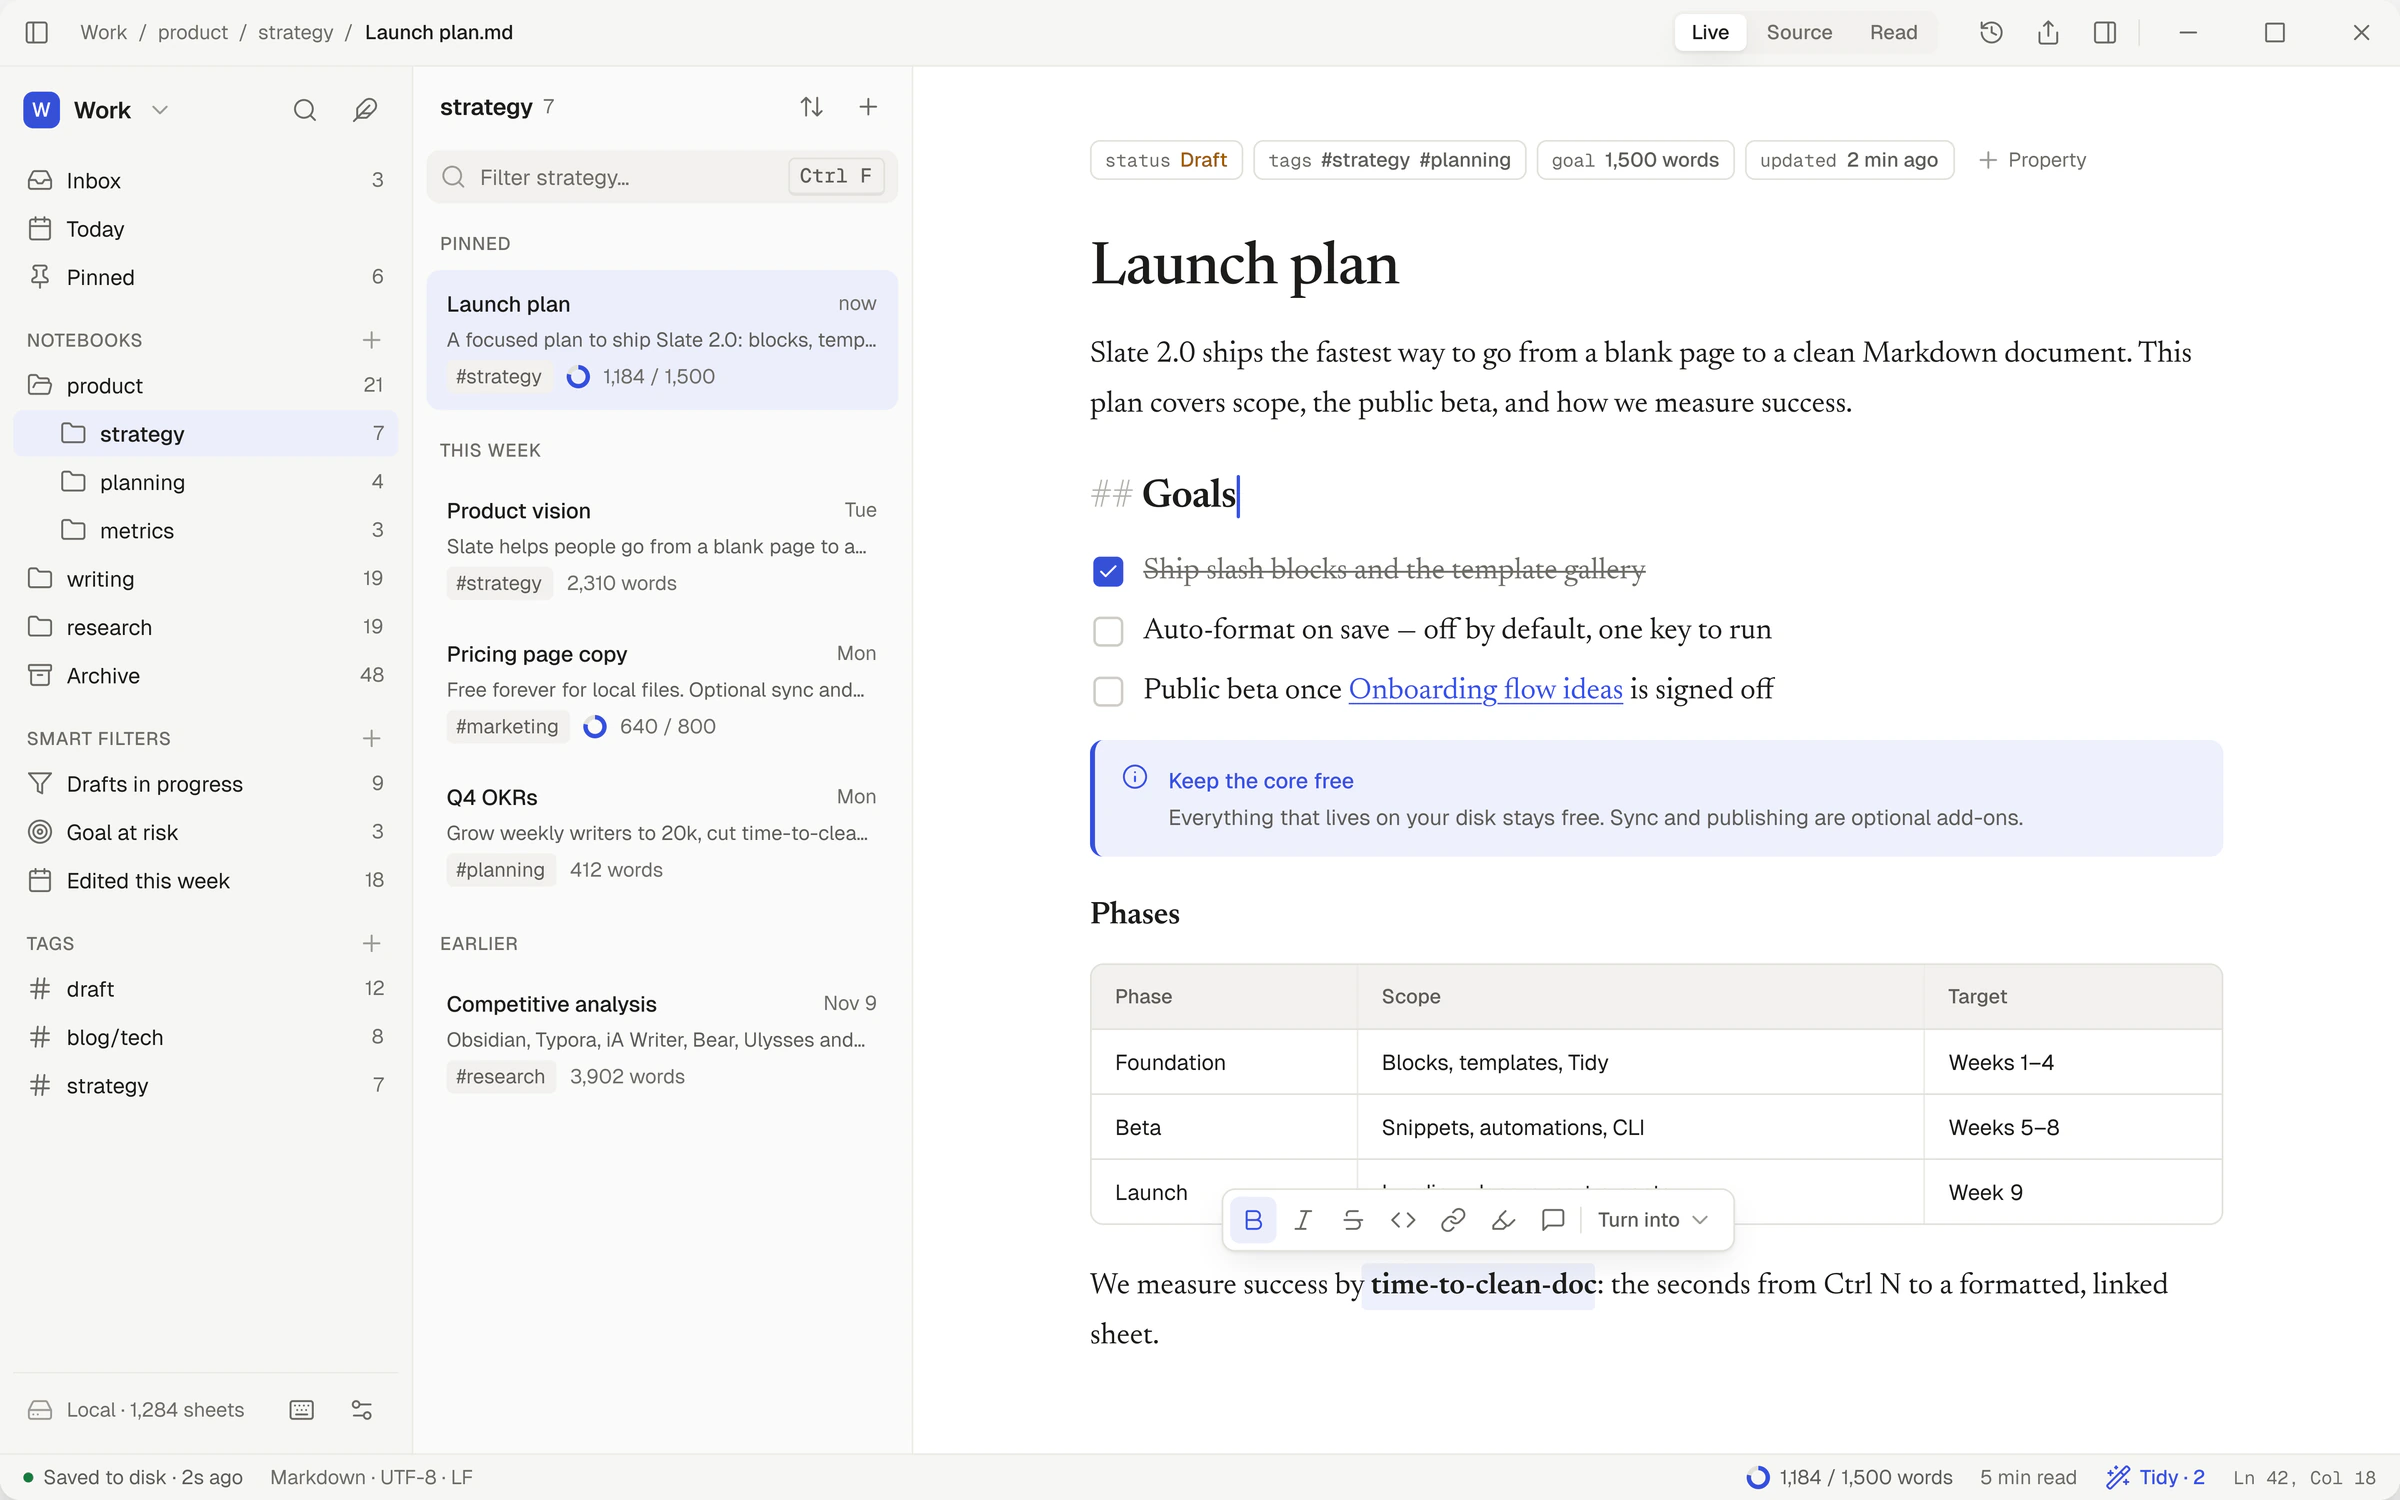 Work / product / strategy / Launch plan.md
Live Source Read
W Work
Inbox 3
Today
Pinned 6
NOTEBOOKS
product 21
strategy 7
planning 4
metrics 3
writing 19
research 19
Archive 48
SMART FILTERS
Drafts in progress 9
Goal at risk 3
Edited this week 18
TAGS
# draft 12
# blog/tech 8
# strategy 7
Local · 1,284 sheets
strategy 7
Filter strategy... Ctrl F
PINNED
Launch plan now
A focused plan to ship Slate 2.0: blocks, temp...
#strategy 1,184 / 1,500
THIS WEEK
Product vision Tue
Slate helps people go from a blank page to a...
#strategy 2,310 words
Pricing page copy Mon
Free forever for local files. Optional sync and...
#marketing 640 / 800
Q4 OKRs Mon
Grow weekly writers to 20k, cut time-to-clea...
#planning 412 words
EARLIER
Competitive analysis Nov 9
Obsidian, Typora, iA Writer, Bear, Ulysses and...
#research 3,902 words
status Draft tags #strategy #planning goal 1,500 words updated 2 min ago + Property
Launch plan
Slate 2.0 ships the fastest way to go from a blank page to a clean Markdown document. This
plan covers scope, the public beta, and how we measure success.
## Goals
Ship slash blocks and the template gallery
Auto-format on save — off by default, one key to run
Public beta once Onboarding flow ideas is signed off
Keep the core free
Everything that lives on your disk stays free. Sync and publishing are optional add-ons.
Phases
Phase Scope Target
Foundation Blocks, templates, Tidy Weeks 1–4
Beta Snippets, automations, CLI Weeks 5–8
Launch Week 9
B I S Turn into
We measure success by time-to-clean-doc: the seconds from Ctrl N to a formatted, linked
sheet.
Saved to disk · 2s ago Markdown · UTF-8 · LF
1,184 / 1,500 words 5 min read Tidy · 2 Ln 42, Col 18